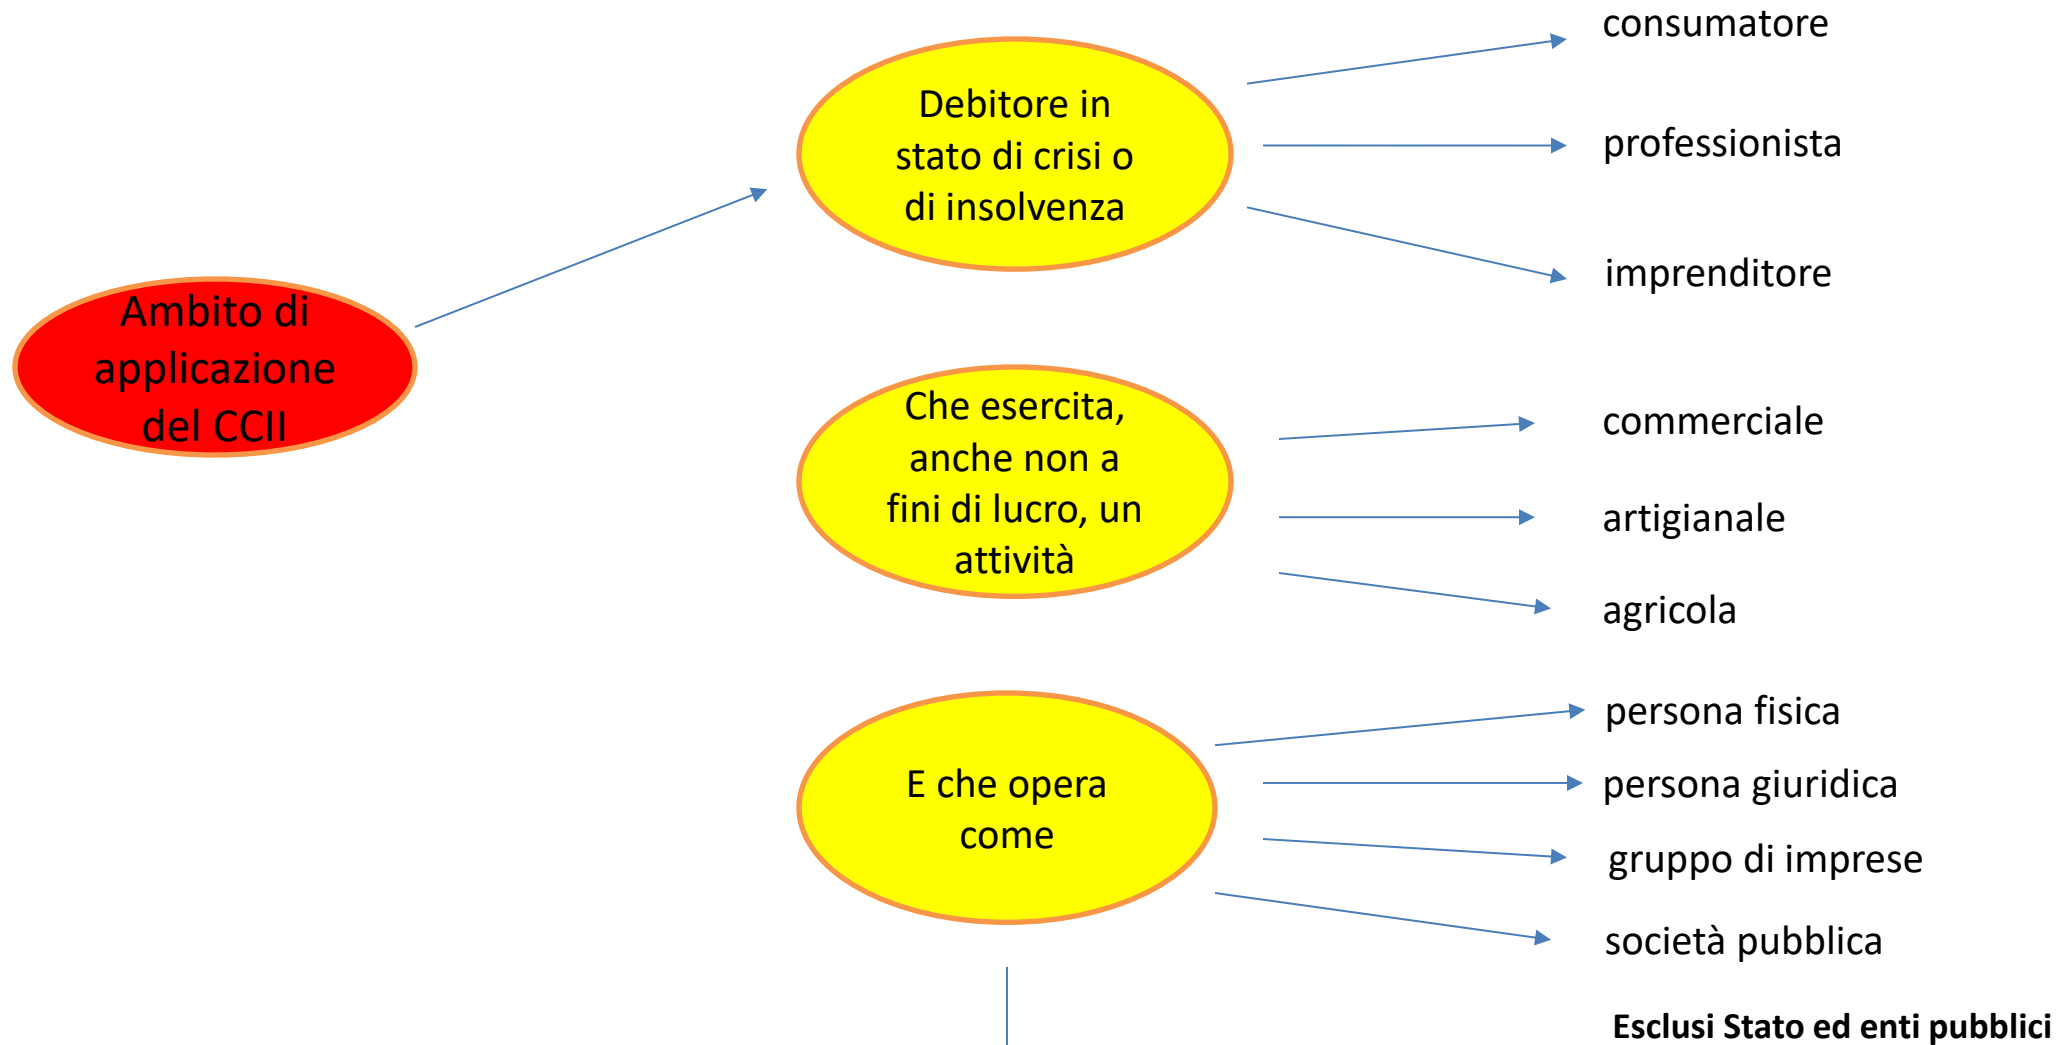 consumatore
Debitore in
stato di crisi o
di insolvenza
professionista
imprenditore
Ambito di
applicazione
del CCII
Che esercita,
anche non a
fini di lucro, un
attività
commerciale
artigianale
agricola
E che opera
come
persona fisica
persona giuridica
gruppo di imprese
società pubblica
Esclusi Stato ed enti pubblici